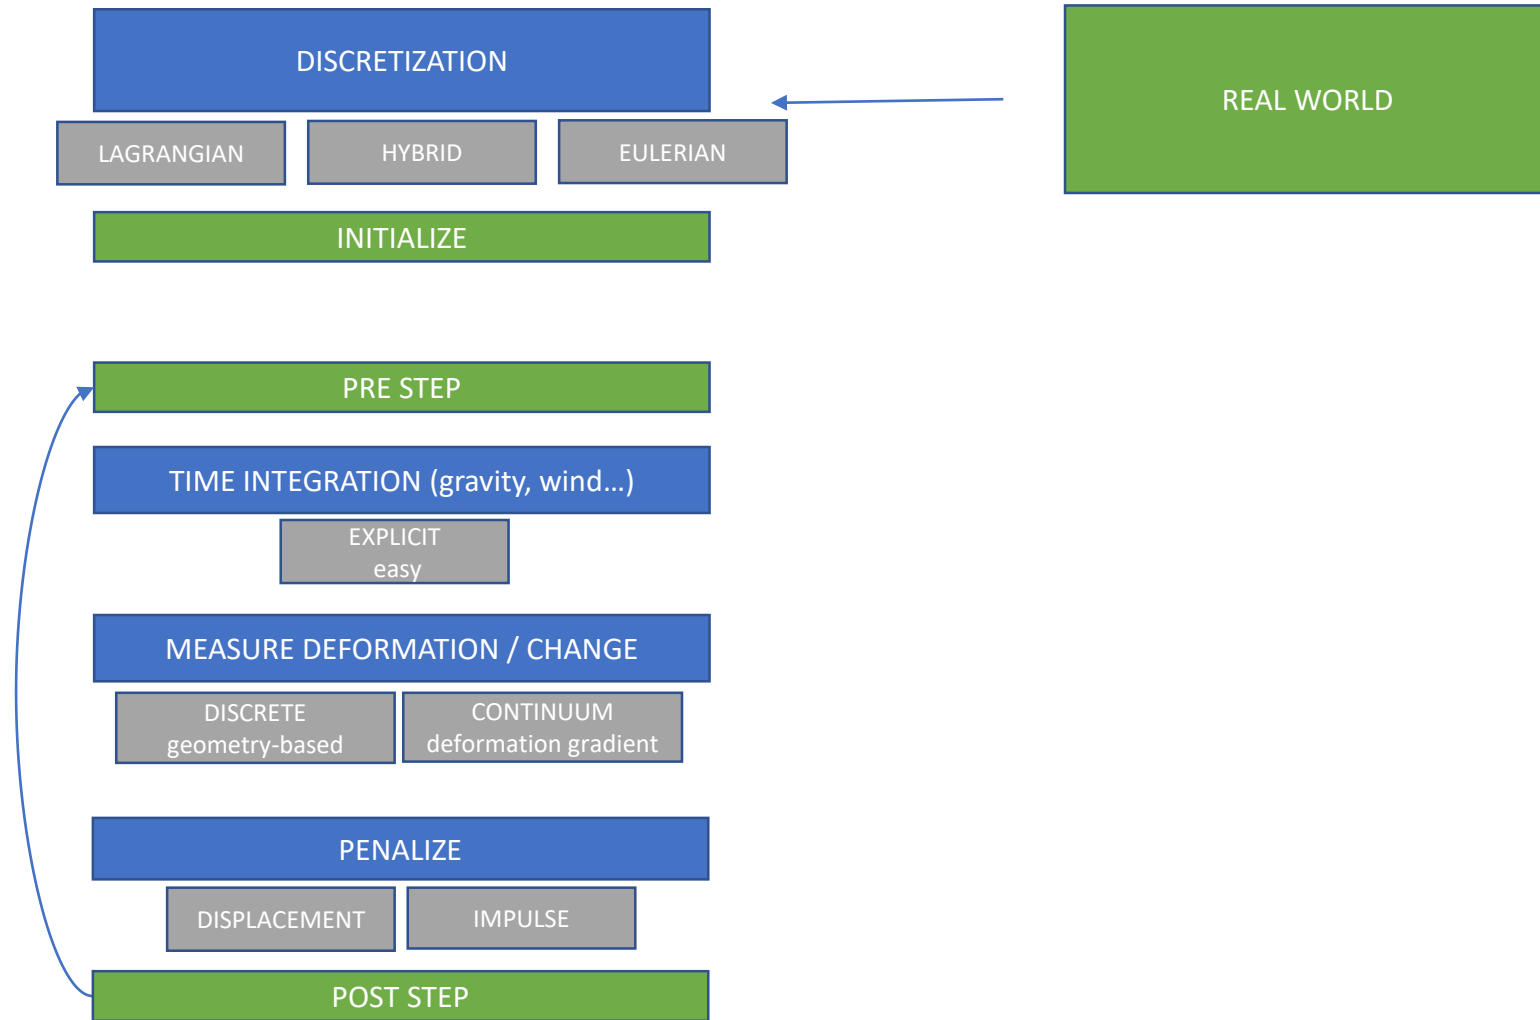 DISCRETIZATION
REAL WORLD
LAGRANGIAN
HYBRID
EULERIAN
INITIALIZE
PRE STEP
TIME INTEGRATION (gravity, wind…)
EXPLICIT
easy
MEASURE DEFORMATION / CHANGE
DISCRETE
geometry-based
CONTINUUM
deformation gradient
PENALIZE
DISPLACEMENT
IMPULSE
POST STEP